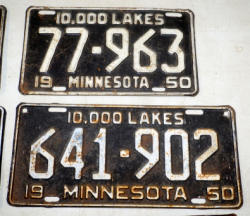 10,000 LAKES
77-963
19 MINNESOTA 50
10,000 LAKES
641-902
19 MINNESOTA 50